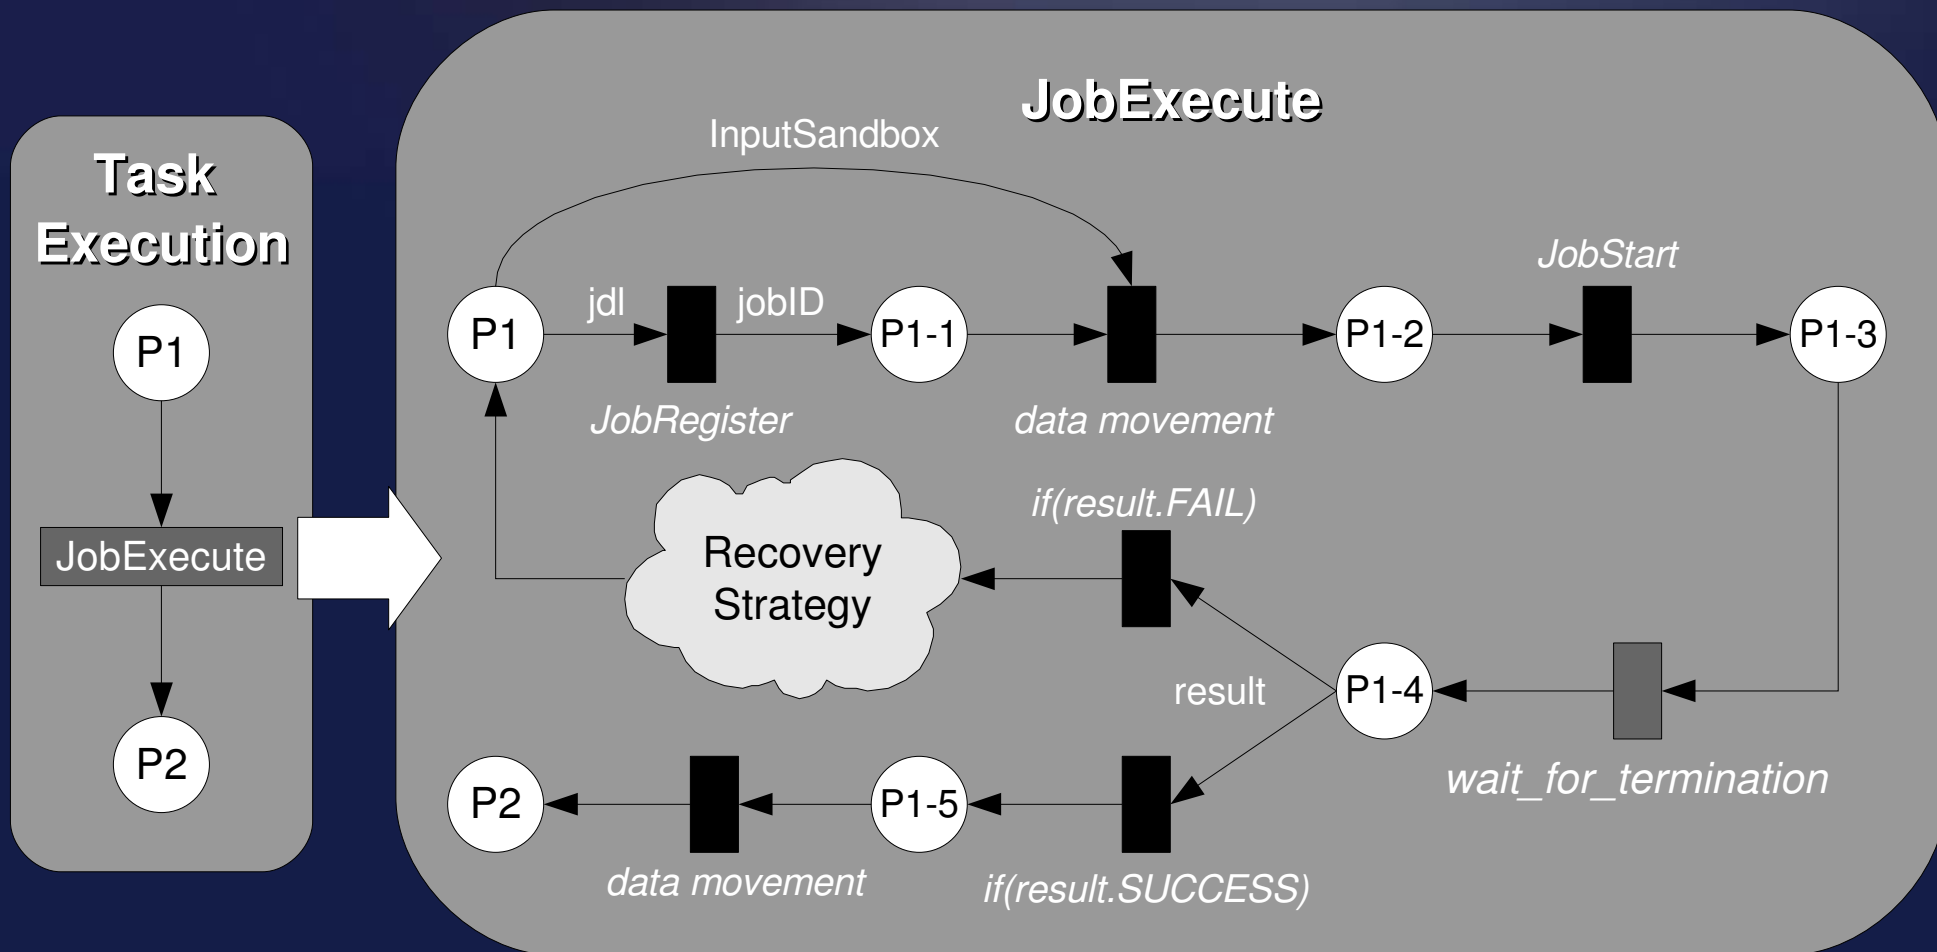 Task
Execution
P1
JobExecute
P2
JobExecute
InputSandbox
JobStart
P1
jdl
jobID
P1-1
P1-2
P1-3
JobRegister
data movement
if(result.FAIL)
Recovery
Strategy
result
P1-4
wait_for_termination
P2
P1-5
data movement
if(result.SUCCESS)